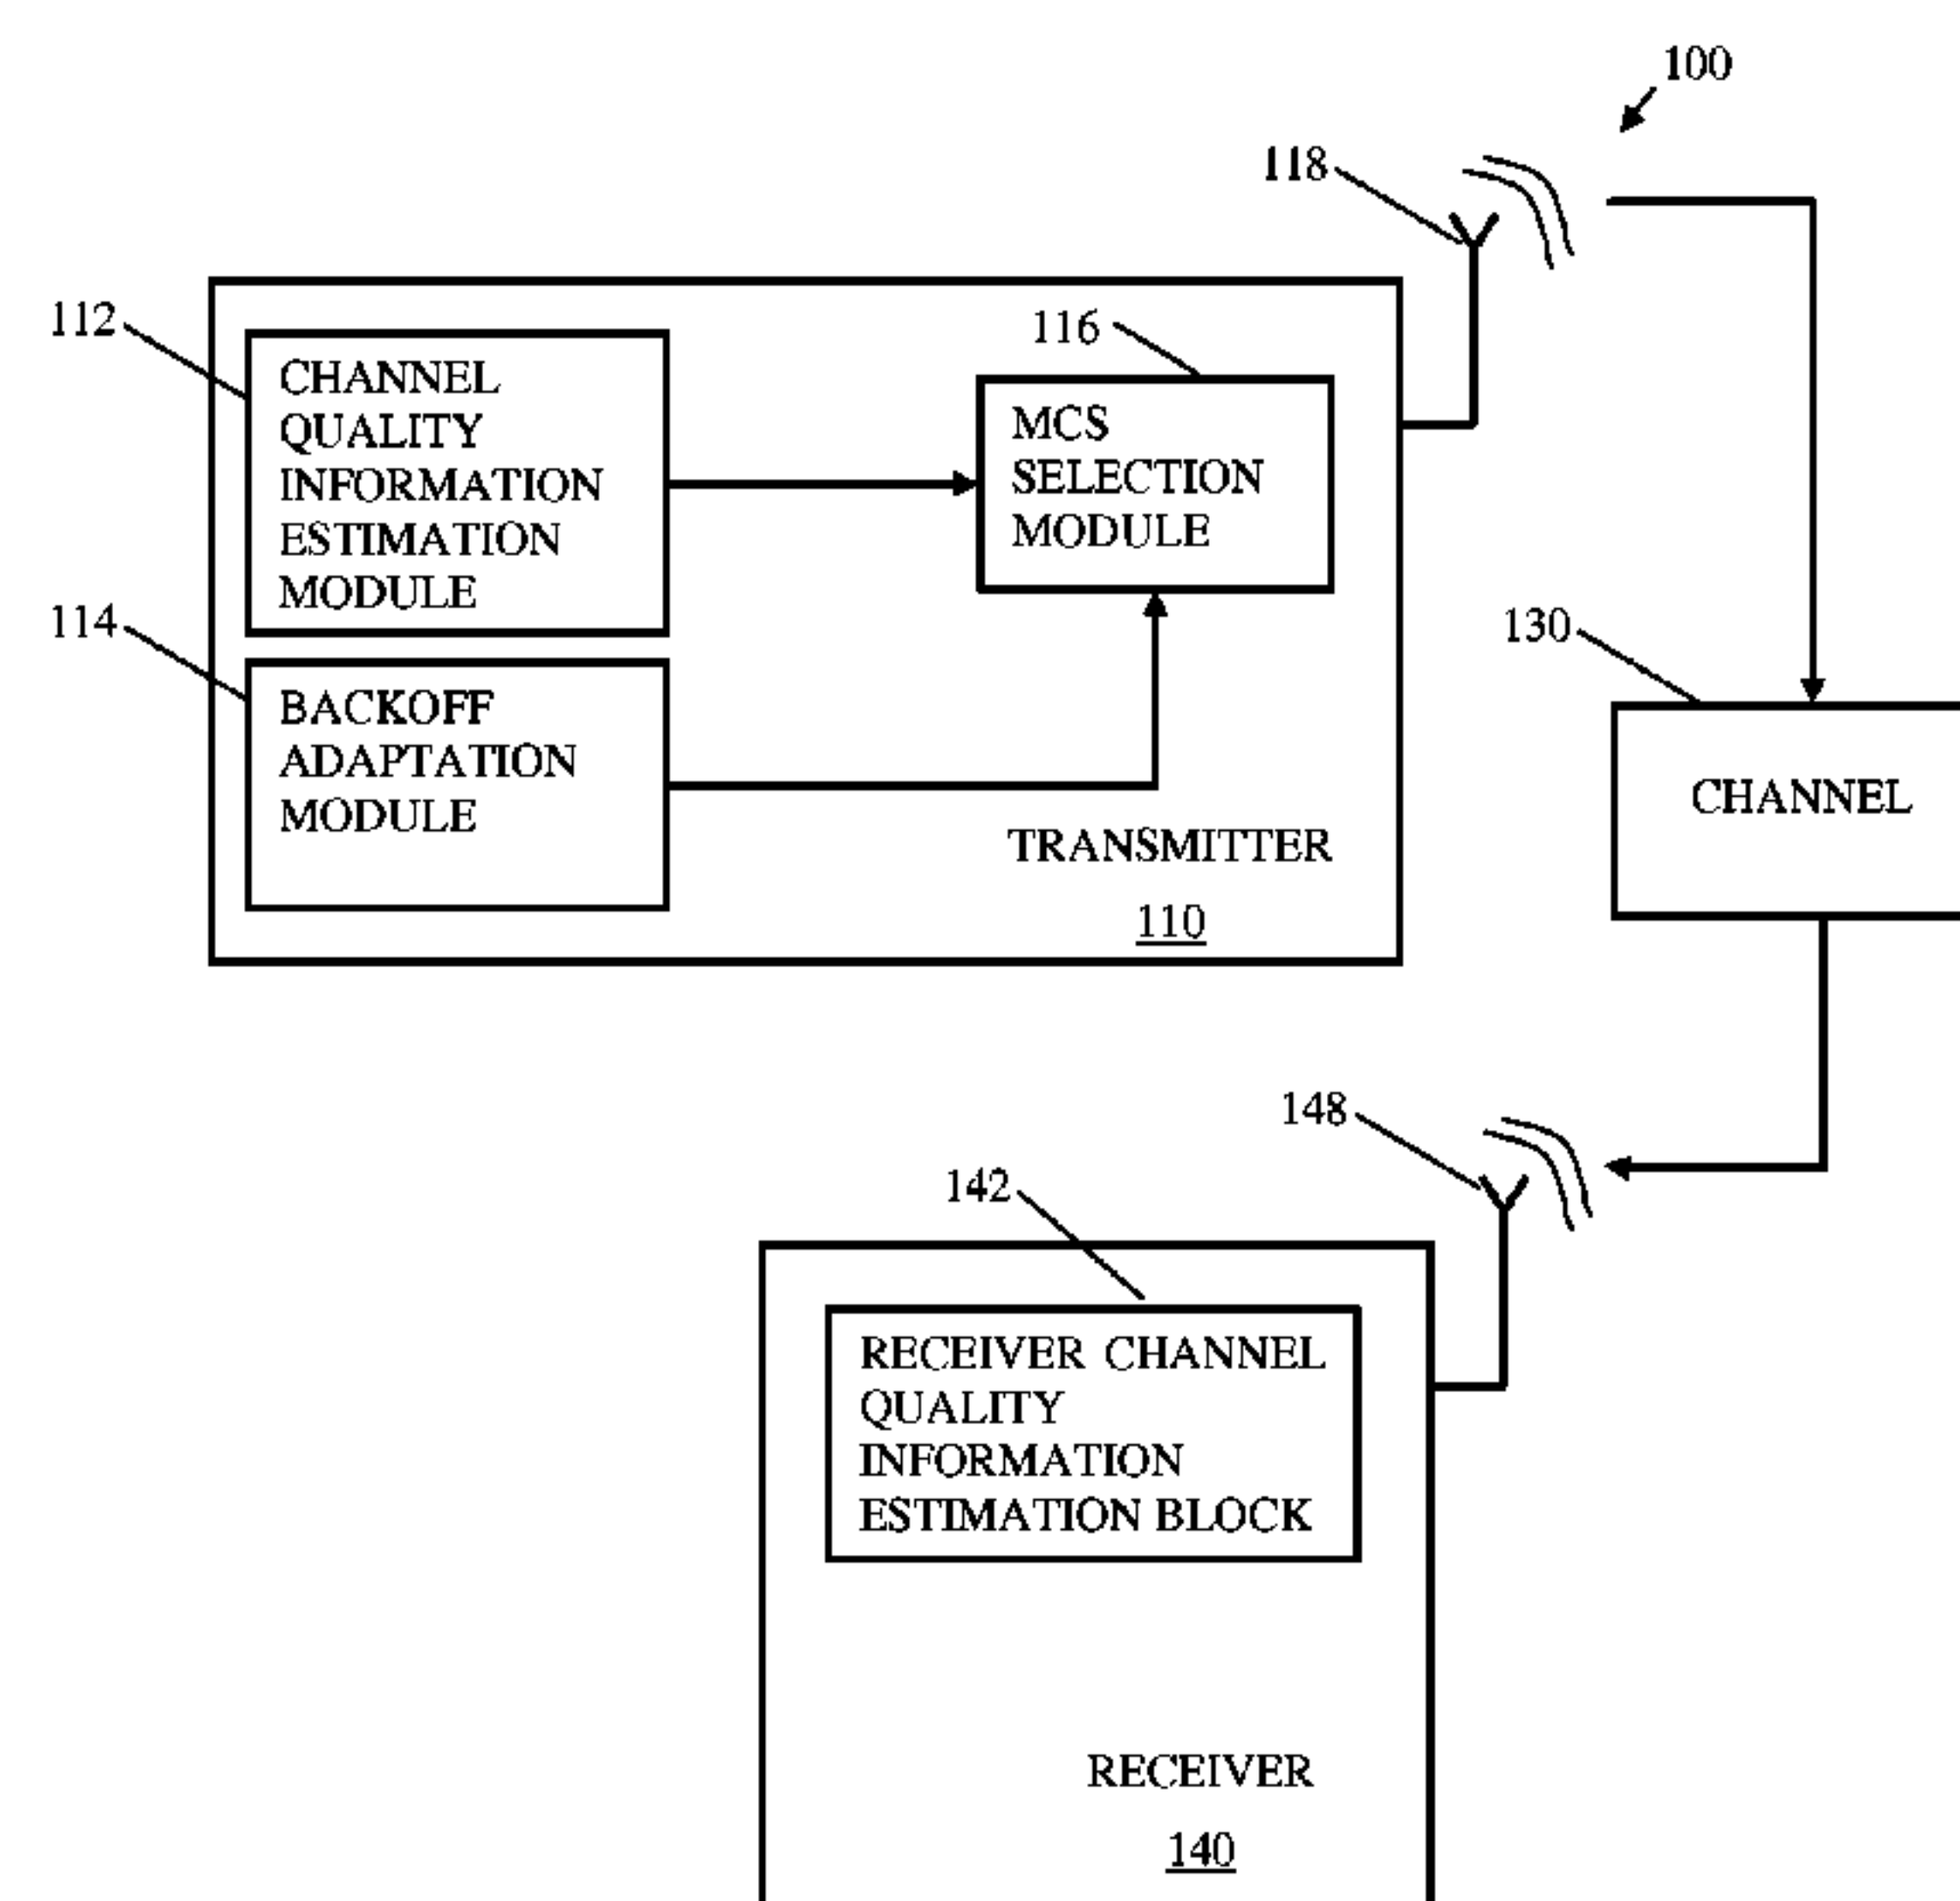 100
118
112
116
CHANNEL
QUALITY
INFORMATION
ESTIMATION
MODULE
MCS
SELECTION
MODULE
114
130
BACKOFF
ADAPTATION
MODULE
CHANNEL
TRANSMITTER
110
148
142
RECEIVER CHANNEL
QUALITY
INFORMATION
ESTIMATION BLOCK
RECEIVER
140